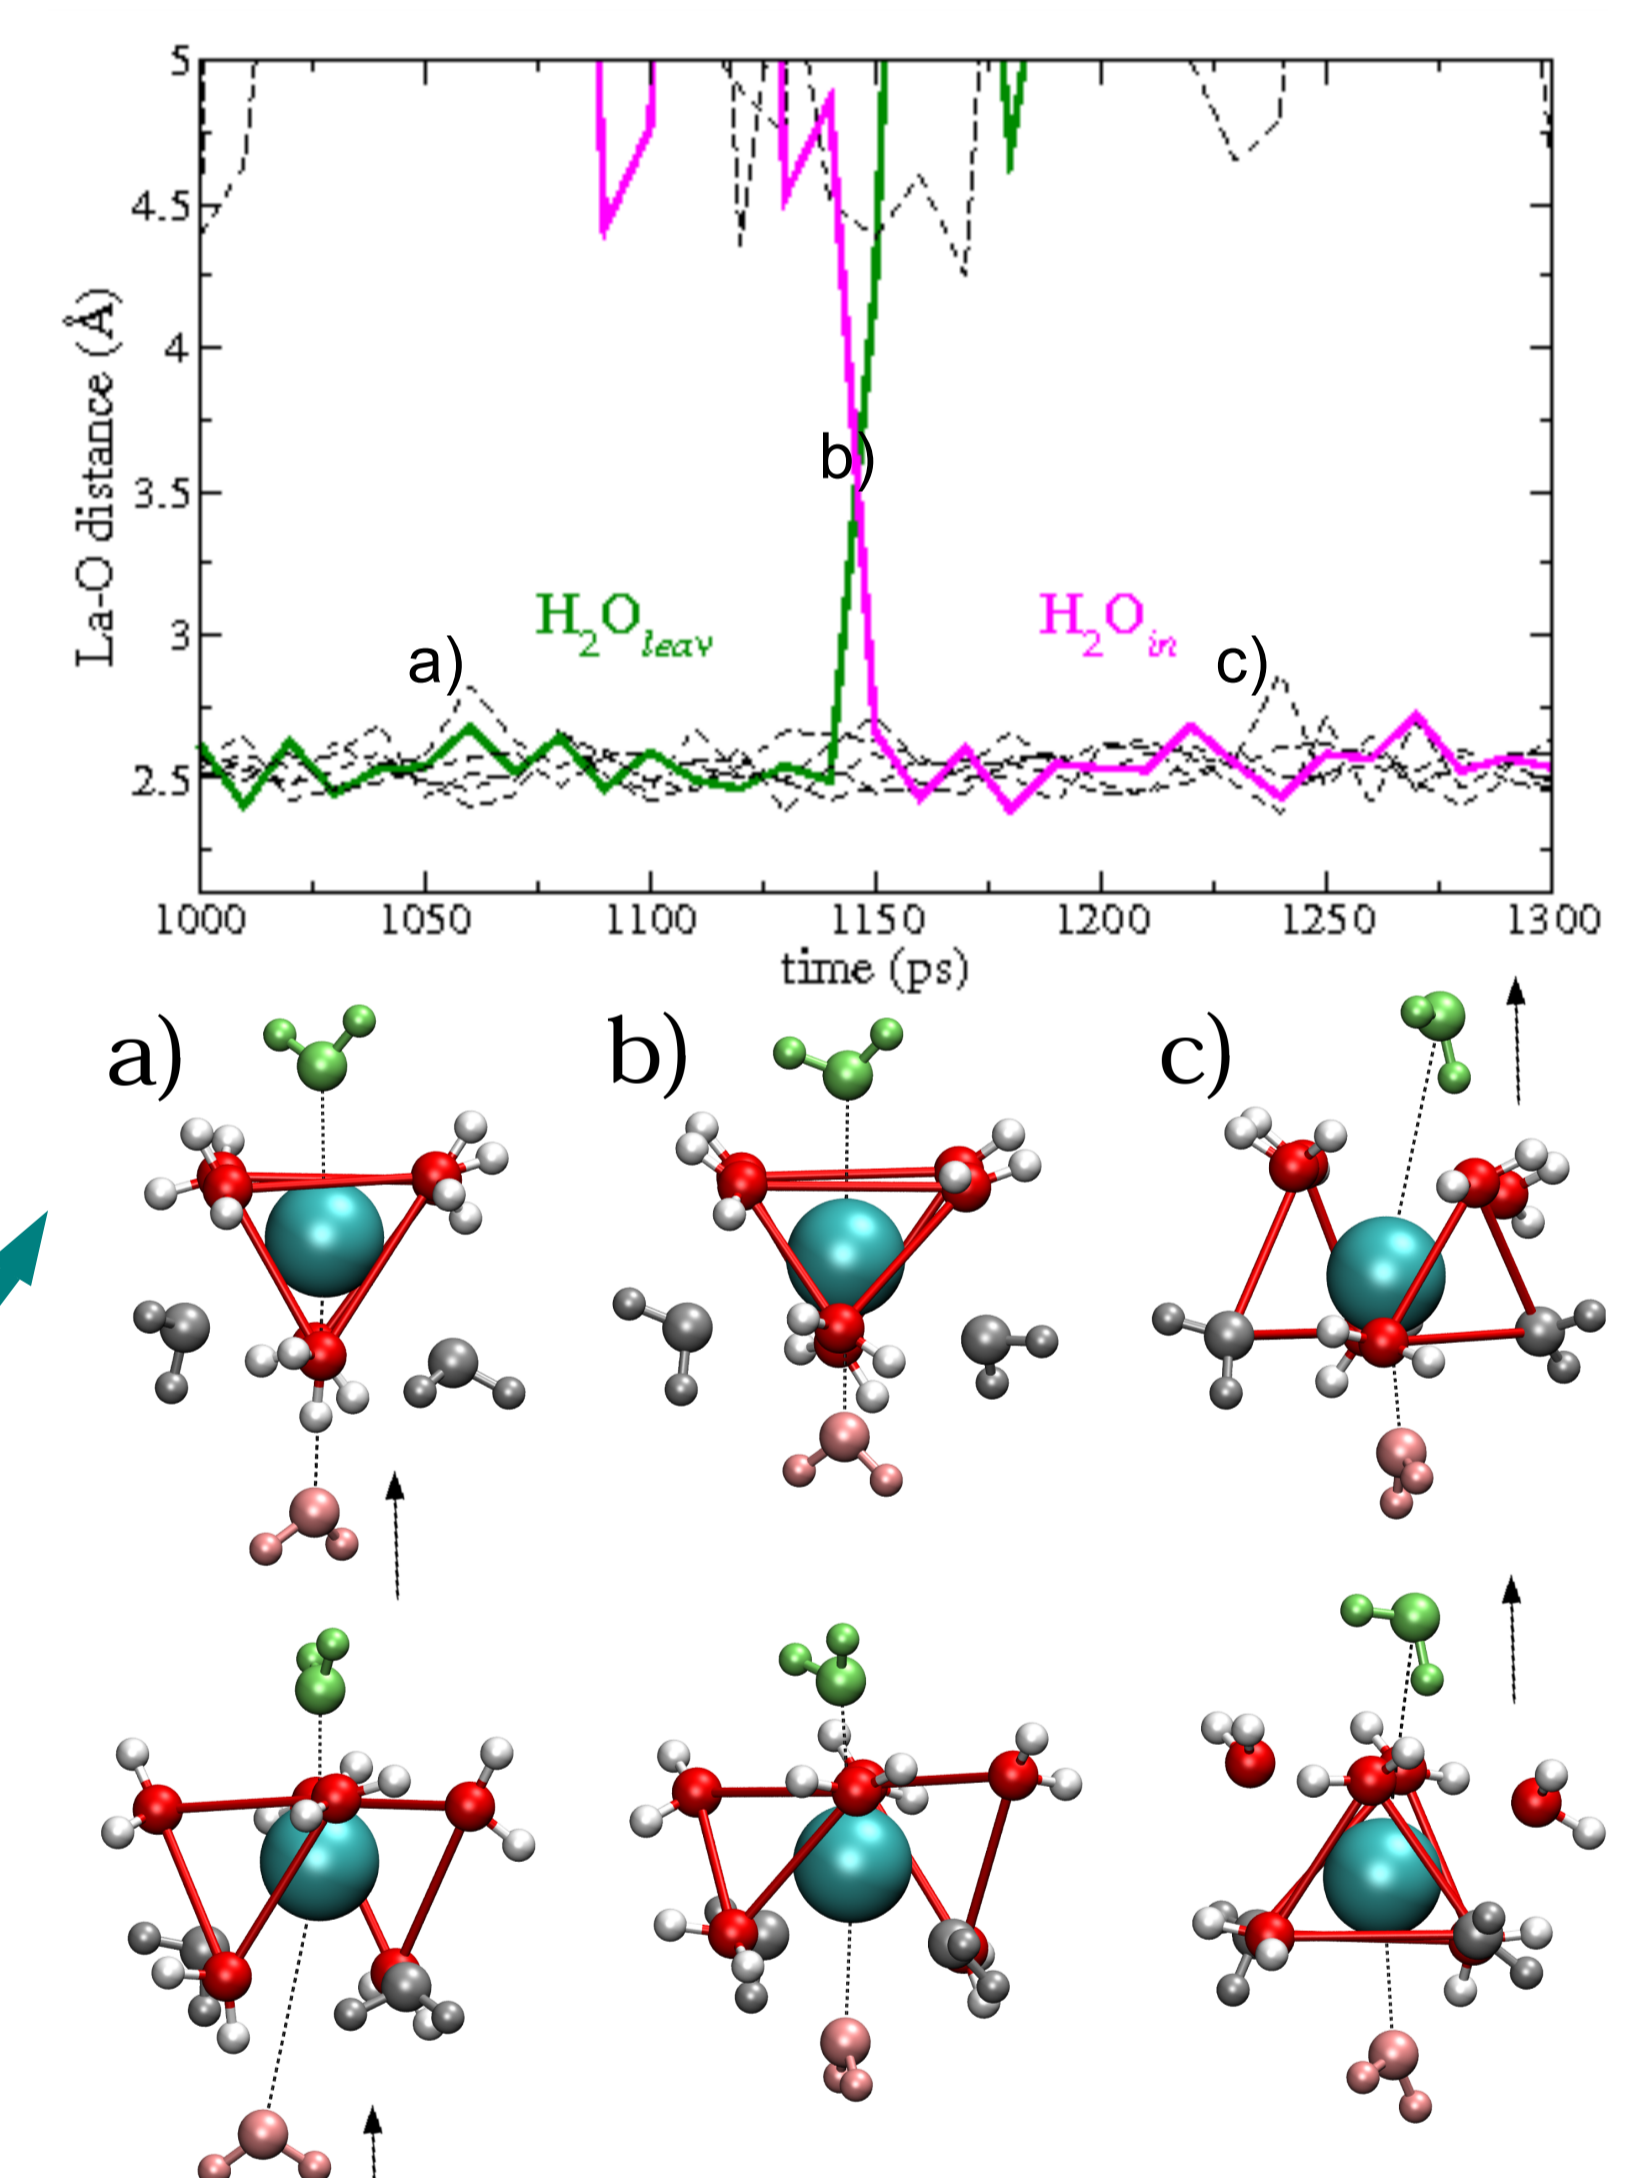 5
4.5
4
3.5
3
2.5
La-O distance (Å)
b)
H2Oleav
H2Oin
a)
c)
1000 1050 1100 1150 1200 1250 1300
time (ps)
a) b) c)